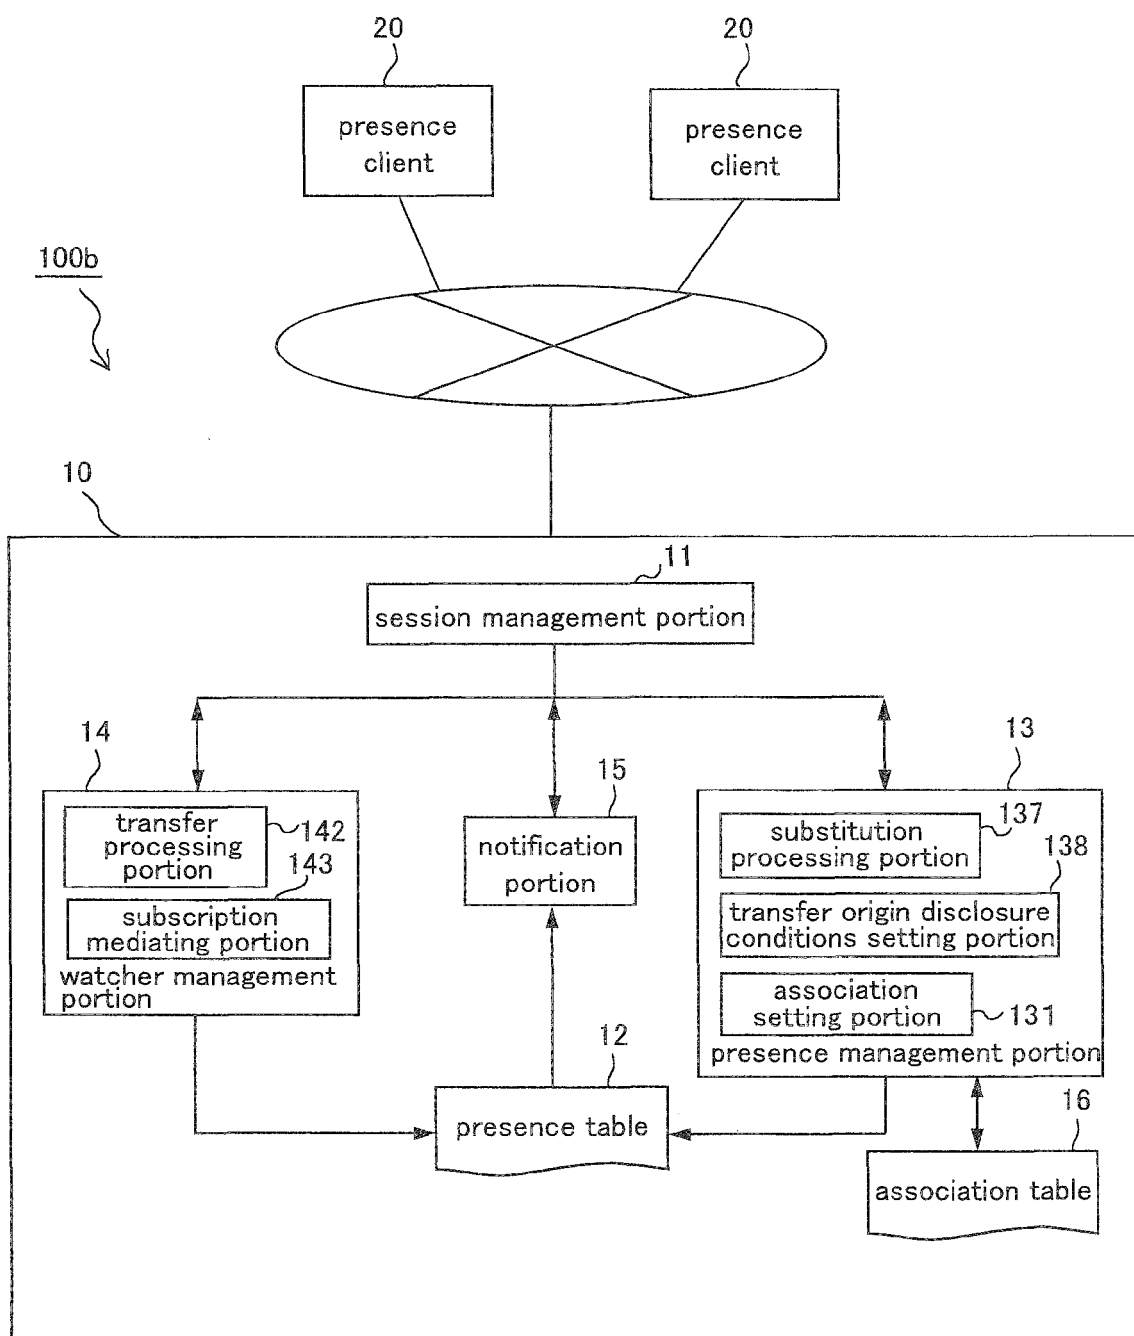 20
20
presence
client
presence
client
100b
10
11
session management portion
14
13
15
transfer
processing
portion
142
143
subscription
mediating portion
watcher management
portion
notification
portion
substitution
processing portion
137
138
transfer origin disclosure
conditions setting portion
association
setting portion
131
presence management portion
12
presence table
16
association table